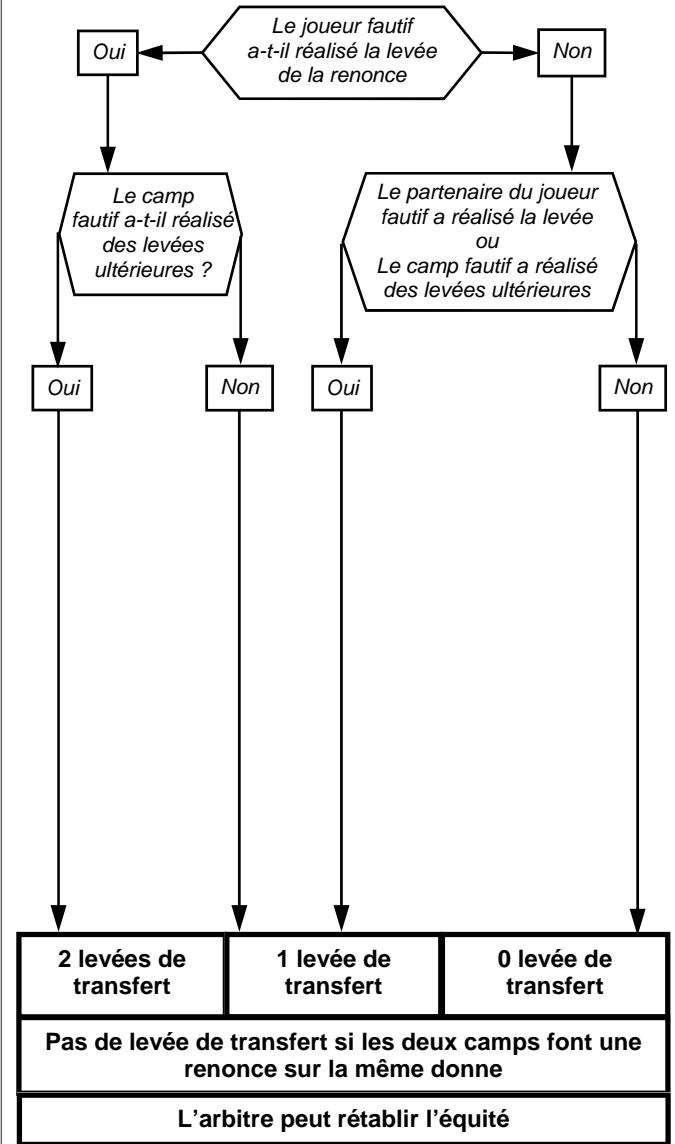 Le joueur fautif
a-t-il réalisé la levée
de la renonce
Oui
Non
Le camp
fautif a-t-il réalisé
des levées
ultérieures ?
Le partenaire du joueur
fautif a réalisé la levée
ou
Le camp fautif a réalisé
des levées ultérieures
Oui
Non
Oui
Non
2 levées de
transfert
1 levée de
transfert
0 levée de
transfert
Pas de levée de transfert si les deux camps font une
renonce sur la même donne
L'arbitre peut rétablir l'équité